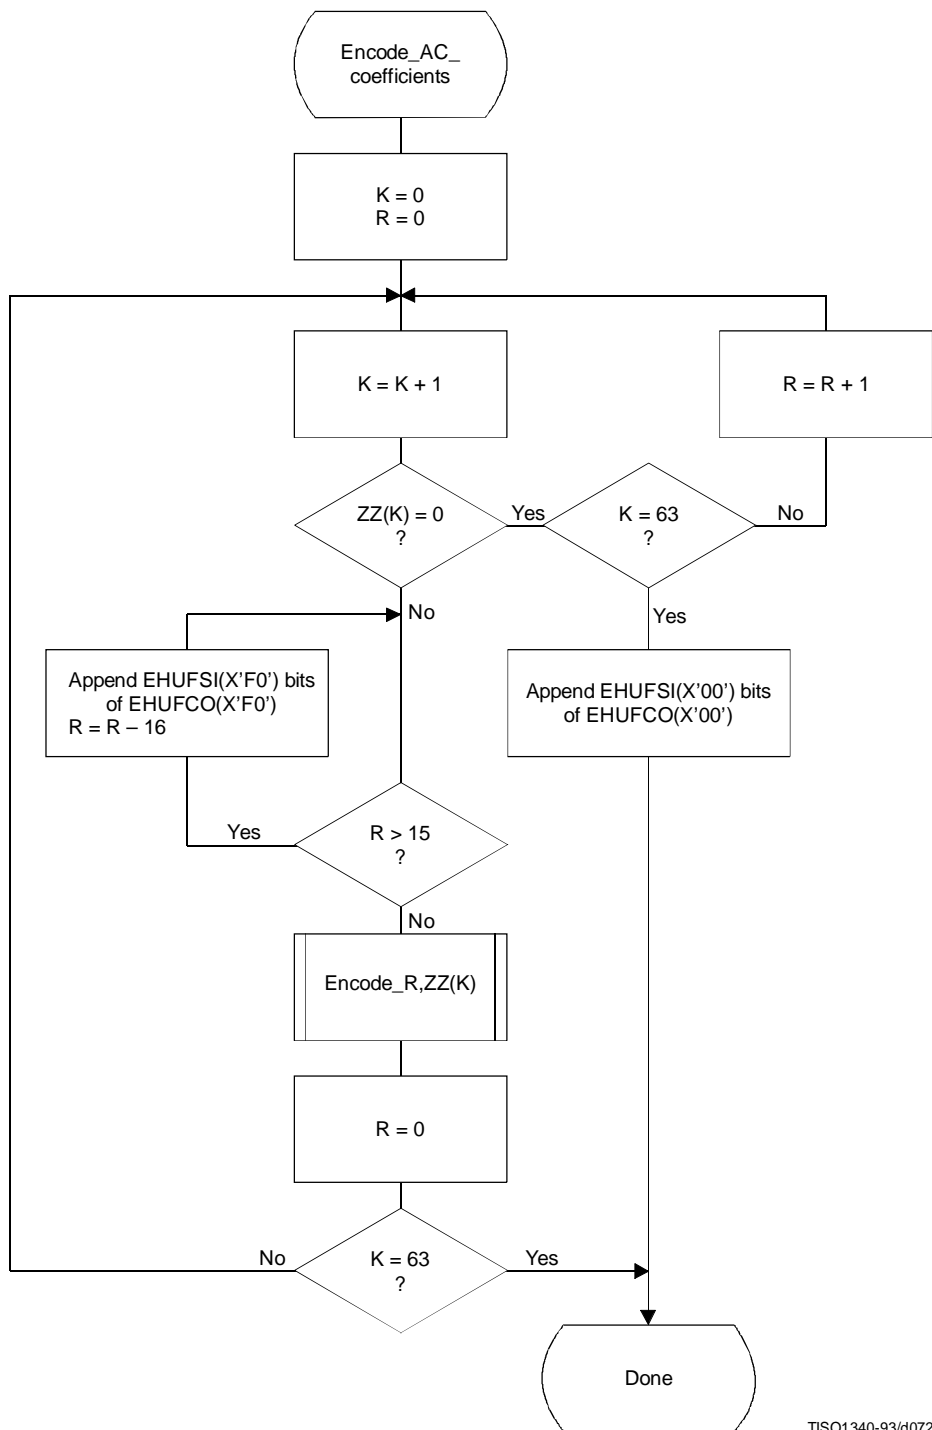 Encode_AC_
coefficients
K = 0
R = 0
K = K + 1
R = R + 1
ZZ(K) = 0
?
Yes
K = 63
?
No
No
Yes
Append EHUFSI(X'F0') bits
of EHUFCO(X'F0')
R = R – 16
Append EHUFSI(X'00') bits
of EHUFCO(X'00')
Yes
R > 15
?
No
Encode_R,ZZ(K)
R = 0
No
K = 63
?
Yes
Done
TISO1340-93/d072